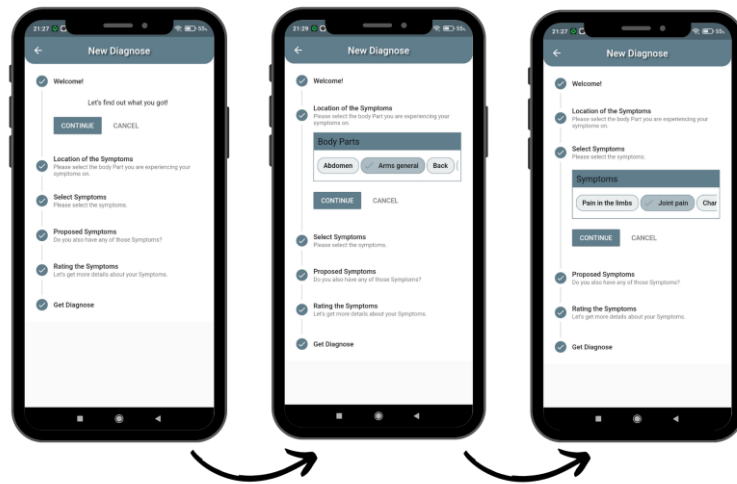 21:27
55%
New Diagnose
Welcome!
Let's find out what you got!
CONTINUE CANCEL
Location of the Symptoms
Please select the body Part you are experiencing your
symptoms on.
Select Symptoms
Please select the symptoms.
Proposed Symptoms
Do you also have any of those Symptoms?
Rating the Symptoms
Let's get more details about your Symptoms.
Get Diagnose
21:29
55%
New Diagnose
Welcome!
Location of the Symptoms
Please select the body Part you are experiencing your
symptoms on.
Body Parts
Abdomen Arms general Back
CONTINUE CANCEL
Select Symptoms
Please select the symptoms.
Proposed Symptoms
Do you also have any of those Symptoms?
Rating the Symptoms
Let's get more details about your Symptoms.
Get Diagnose
21:27
55%
New Diagnose
Welcome!
Location of the Symptoms
Please select the body Part you are experiencing your
symptoms on.
Select Symptoms
Please select the symptoms.
Symptoms
Pain in the limbs Joint pain Char
CONTINUE CANCEL
Proposed Symptoms
Do you also have any of those Symptoms?
Rating the Symptoms
Let's get more details about your Symptoms.
Get Diagnose